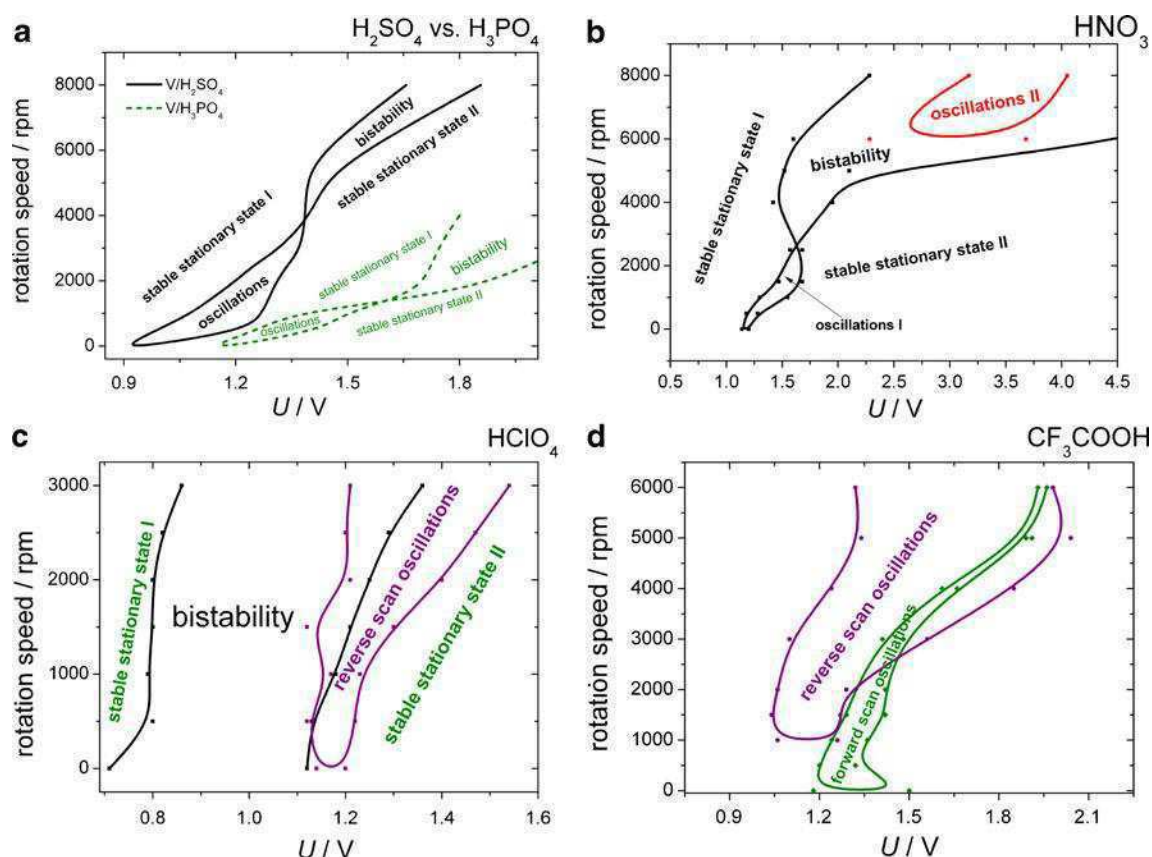 a
H₂SO₄ vs. H₃PO₄
V/H₂SO₄
V/H₃PO₄
rotation speed / rpm
8000
6000
4000
2000
0
stable stationary state I
oscillations
bistability
stable stationary state II
stable stationary state I
oscillations
bistability
stable stationary state II
0.9
1.2
1.5
1.8
U / V
b
HNO₃
rotation speed / rpm
8000
6000
4000
2000
0
stable stationary state I
oscillations II
bistability
stable stationary state II
oscillations I
0.5
1.0
1.5
2.0
2.5
3.0
3.5
4.0
4.5
U / V
c
HClO₄
rotation speed / rpm
3000
2000
1000
0
stable stationary state I
bistability
reverse scan oscillations
stable stationary state II
0.8
1.0
1.2
1.4
1.6
U / V
d
CF₃COOH
rotation speed / rpm
6000
5000
4000
3000
2000
1000
0
reverse scan oscillations
forward scan oscillations
0.9
1.2
1.5
1.8
2.1
U / V